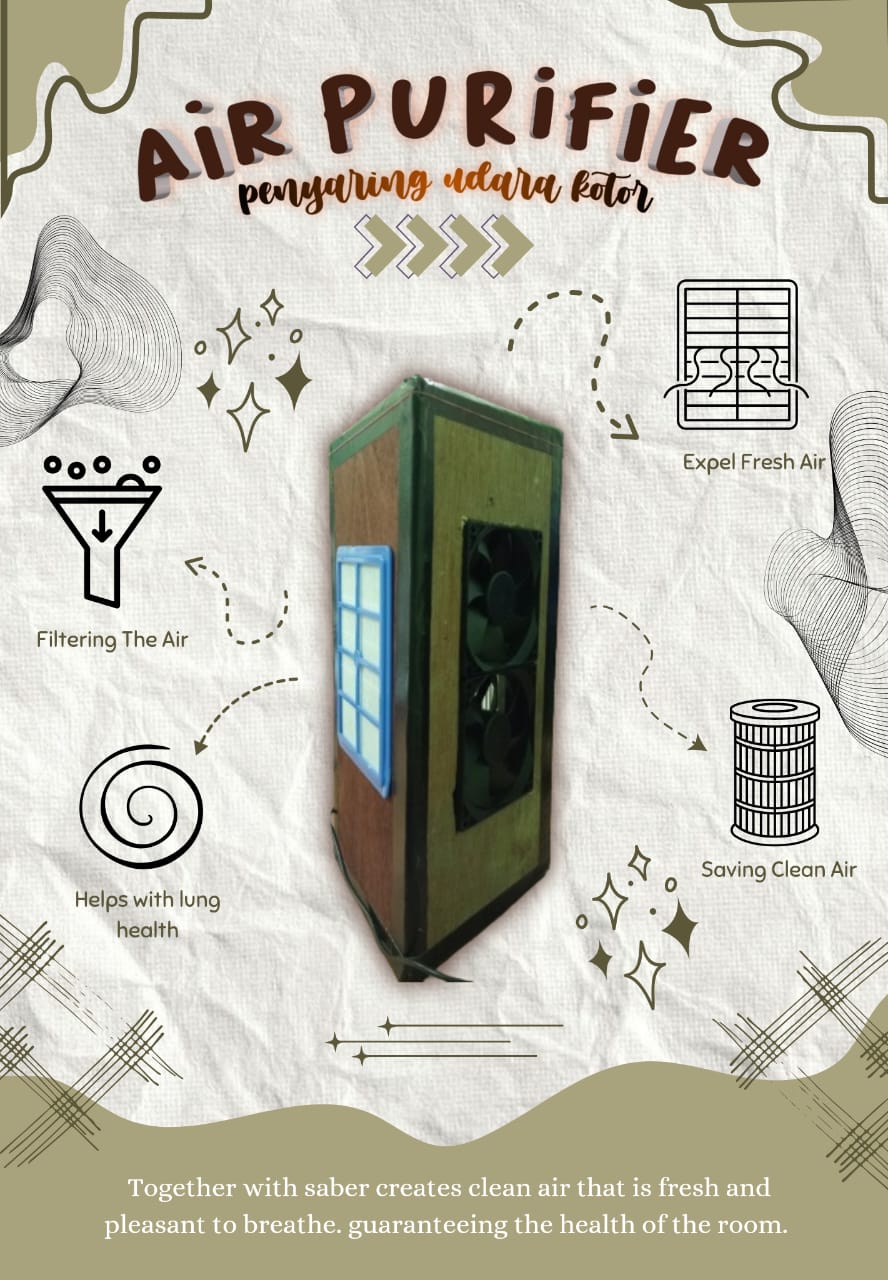 AiR PURiFiER
penyaring udara kotor
Expel Fresh Air
Filtering The Air
Helps with lung
health
Saving Clean Air
Together with saber creates clean air that is fresh and
pleasant to breathe. guaranteeing the health of the room.